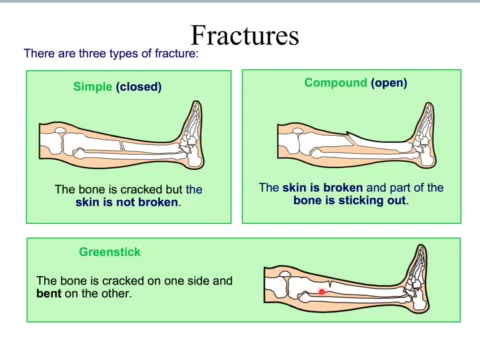 Fractures
There are three types of fracture:
Simple (closed)
The bone is cracked but the
skin is not broken.
Compound (open)
The skin is broken and part of the
bone is sticking out.
Greenstick
The bone is cracked on one side and
bent on the other.